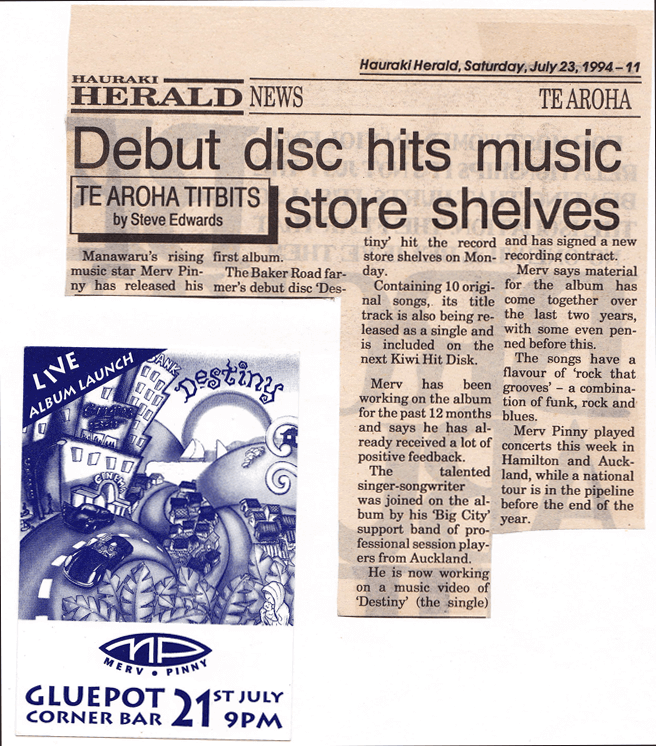 Hauraki Herald, Saturday, July 23, 1994–11
HAURAKI
HERALD NEWS
TE AROHA
Debut disc hits music
store shelves
TE AROHA TITBITS
by Steve Edwards
Manawaru's rising
music star Merv Pin-
ny has released his
first album.
The Baker Road far-
mer's debut disc 'Des-
tiny' hit the record
store shelves on Mon-
day.
Containing 10 origi-
nal songs, its title
track is also being re-
leased as a single and
is included on the
next Kiwi Hit Disk.
Merv has been
working on the album
for the past 12 months
and says he has al-
ready received a lot of
positive feedback.
The talented
singer-songwriter
was joined on the al-
bum by his 'Big City'
support band of pro-
fessional session play-
ers from Auckland.
He is now working
on a music video of
'Destiny' (the single)
and has signed a new
recording contract.
Merv says material
for the album has
come together over
the last two years,
with some even pen-
ned before this.
The songs have a
flavour of 'rock that
grooves' – a combina-
tion of funk, rock and
blues.
Merv Pinny played
concerts this week in
Hamilton and Auck-
land, while a national
tour is in the pipeline
before the end of the
year.
LIVE
ALBUM LAUNCH
BANK
Destiny
CINEMA
MP
MERV • PINNY
GLUEPOT
CORNER BAR
21ST JULY
9PM